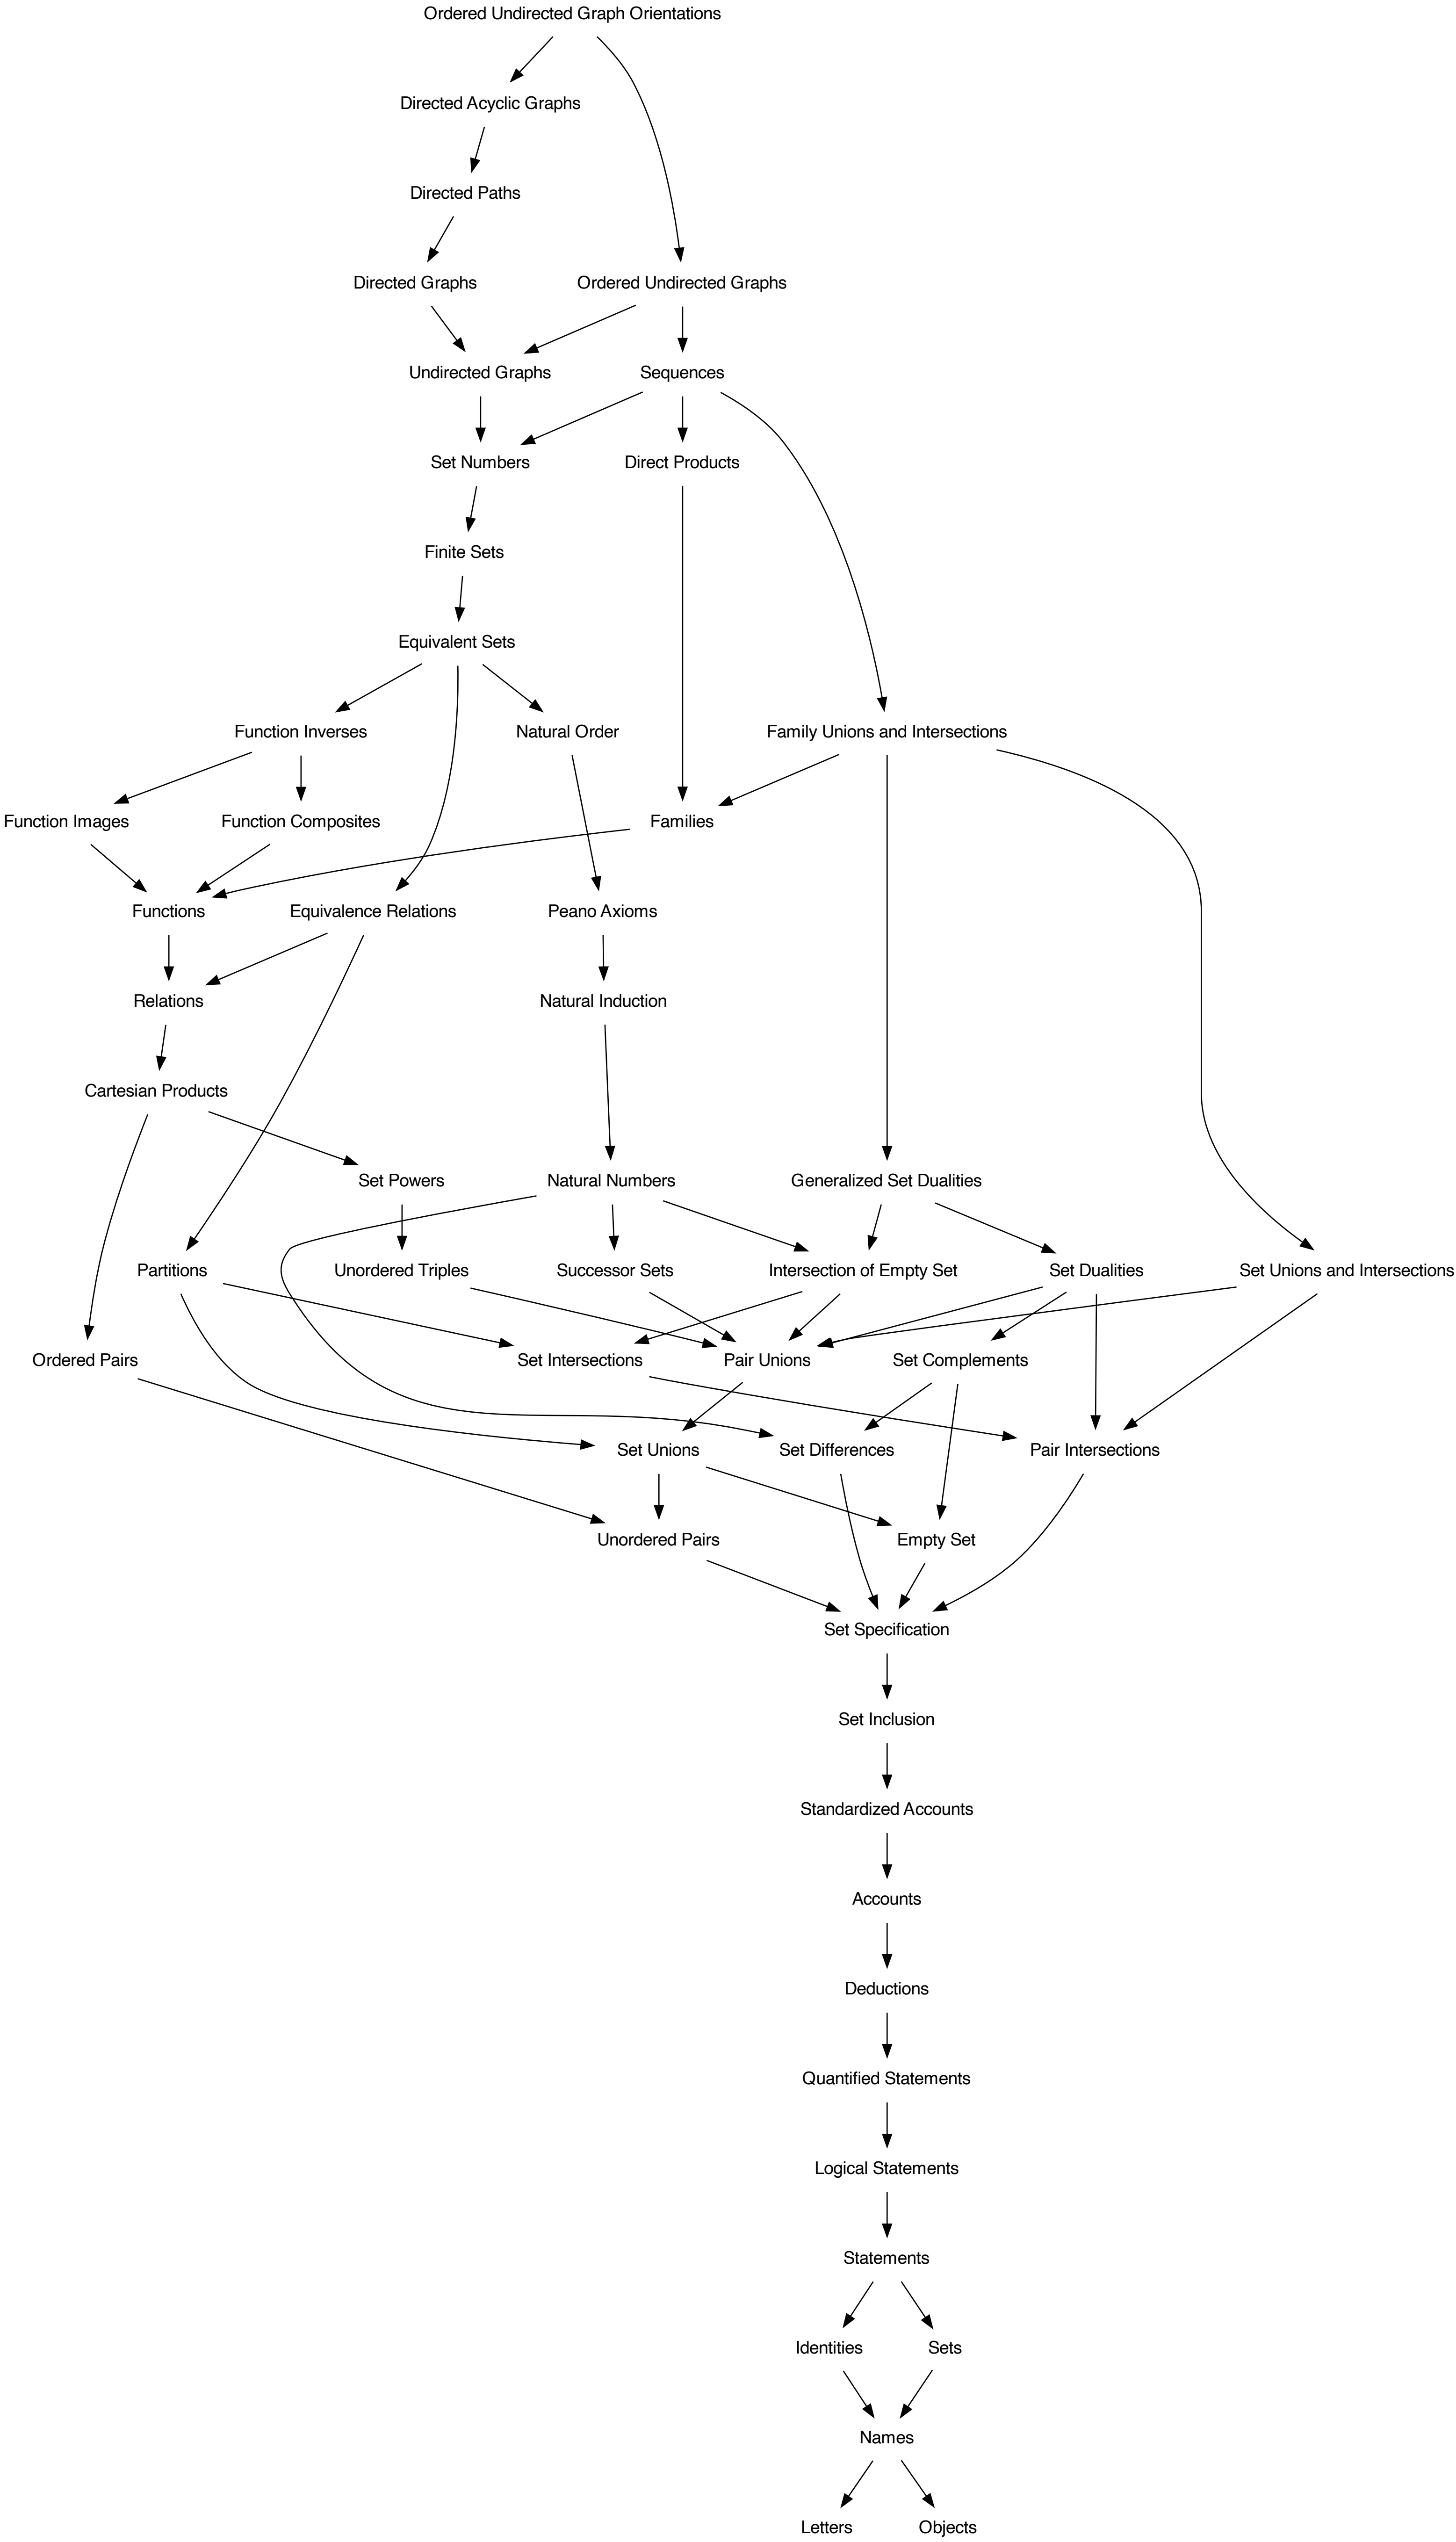 Ordered Undirected Graph Orientations
Directed Acyclic Graphs
Directed Paths
Directed Graphs
Ordered Undirected Graphs
Undirected Graphs
Sequences
Set Numbers
Direct Products
Finite Sets
Equivalent Sets
Function Inverses
Natural Order
Family Unions and Intersections
Function Images
Function Composites
Families
Functions
Equivalence Relations
Peano Axioms
Relations
Natural Induction
Cartesian Products
Set Powers
Natural Numbers
Generalized Set Dualities
Partitions
Unordered Triples
Successor Sets
Intersection of Empty Set
Set Dualities
Set Unions and Intersections
Ordered Pairs
Set Intersections
Pair Unions
Set Complements
Set Unions
Set Differences
Pair Intersections
Unordered Pairs
Empty Set
Set Specification
Set Inclusion
Standardized Accounts
Accounts
Deductions
Quantified Statements
Logical Statements
Statements
Identities
Sets
Names
Letters
Objects